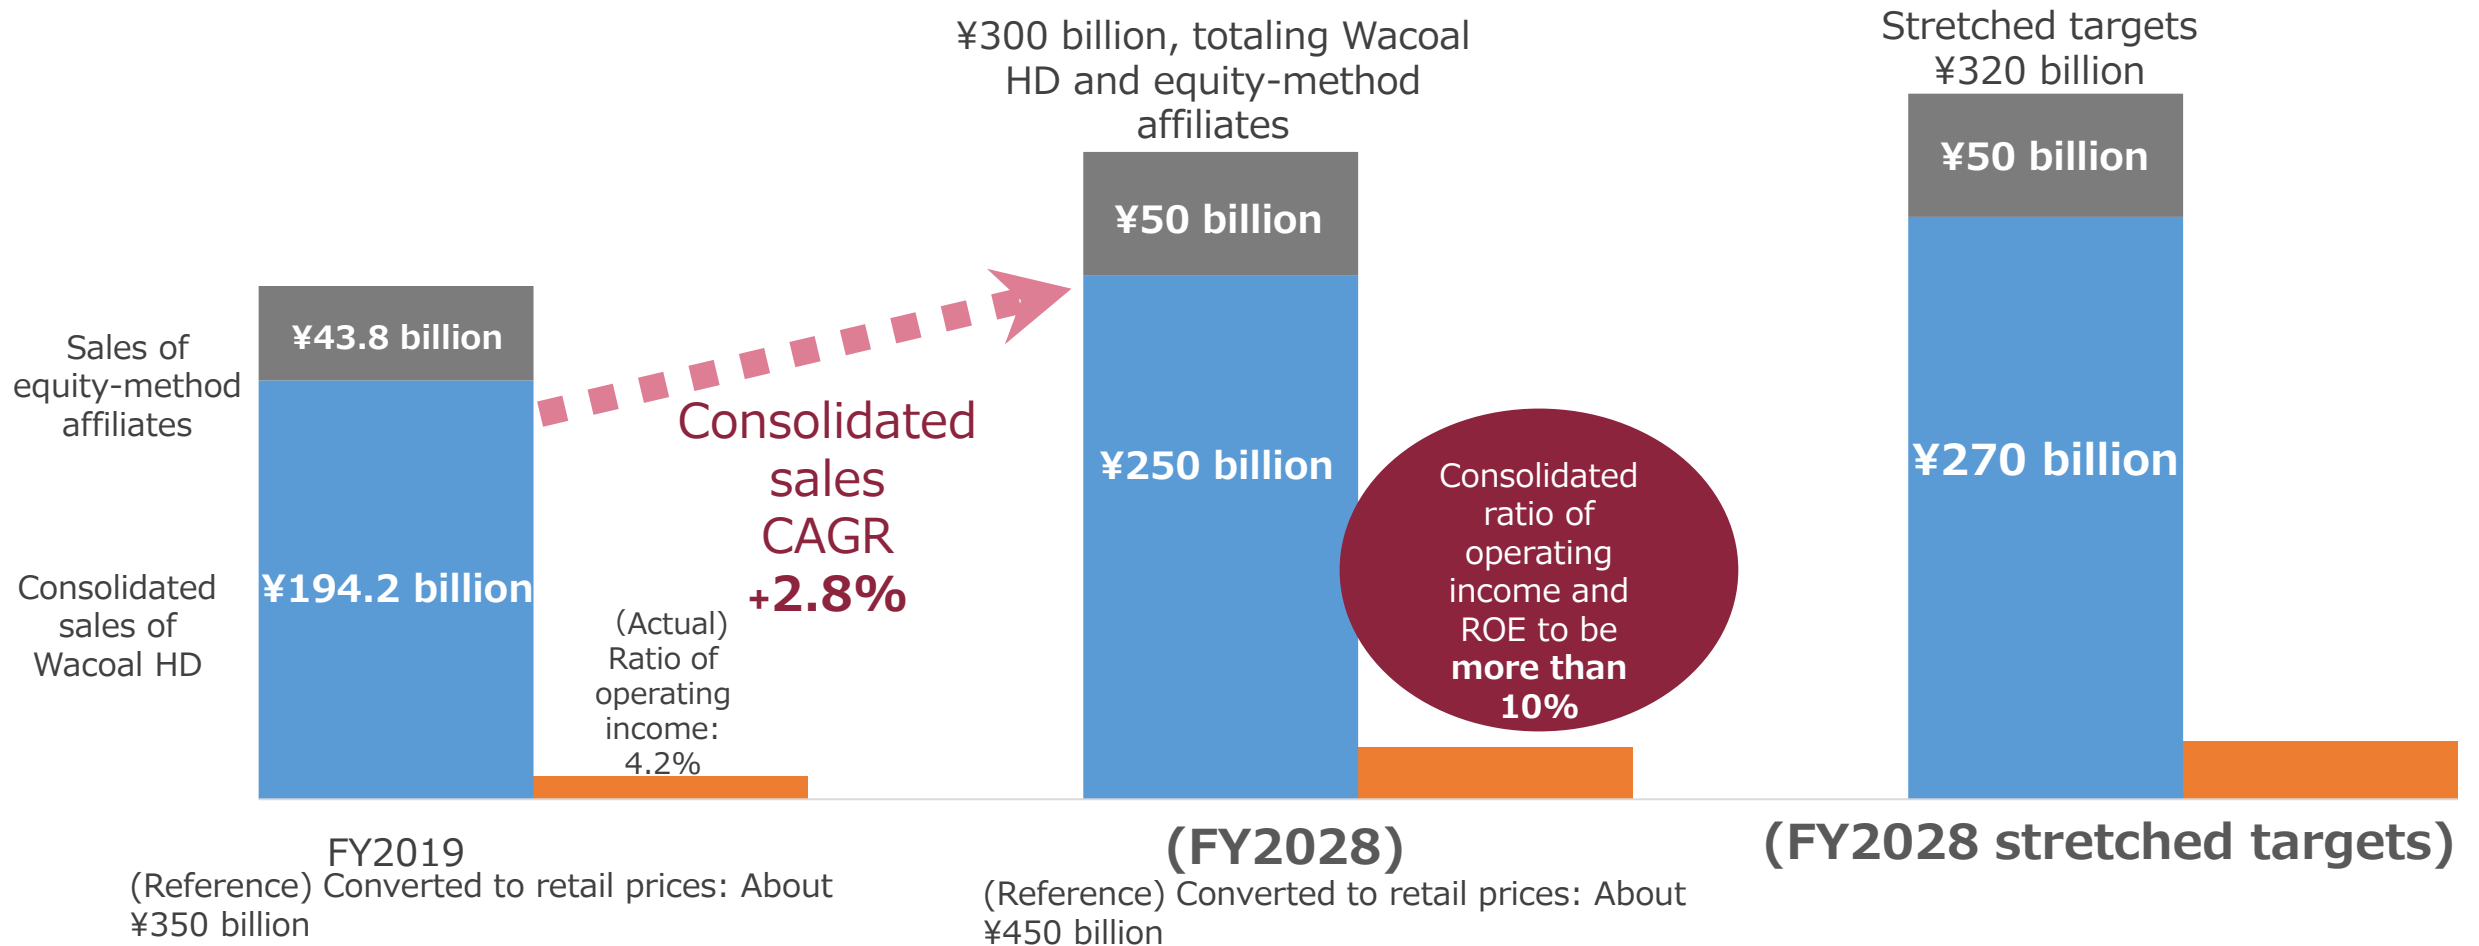 ¥300 billion, totaling Wacoal
HD and equity-method
affiliates
Stretched targets
¥320 billion
¥50 billion
¥50 billion
¥43.8 billion
Sales of
equity-method
affiliates
Consolidated
sales
CAGR
+2.8%
¥250 billion
Consolidated
ratio of
operating
income and
ROE to be
more than
10%
¥270 billion
Consolidated
sales of
Wacoal HD
¥194.2 billion
（Actual)
Ratio of
operating
income:
4.2%
FY2019
(Reference) Converted to retail prices: About
¥350 billion
(FY2028)
(Reference) Converted to retail prices: About
¥450 billion
(FY2028 stretched targets)